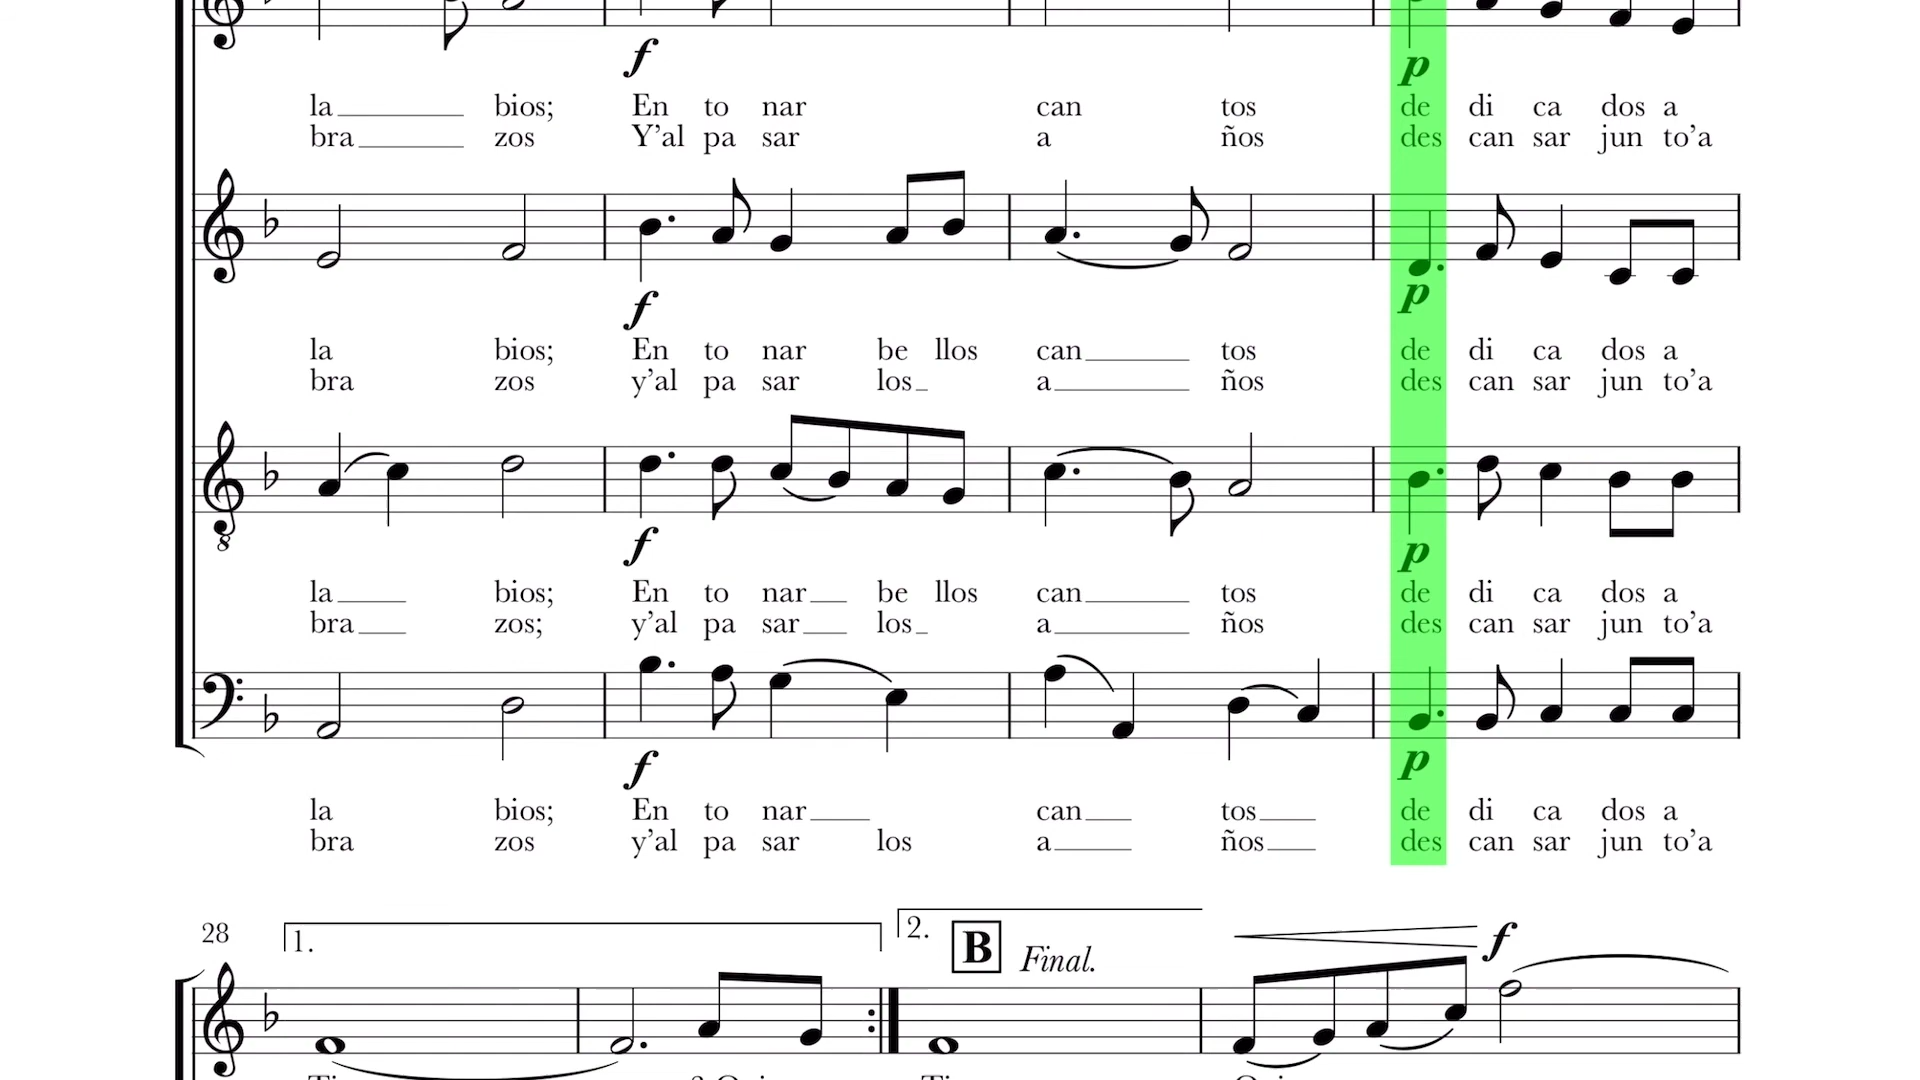 f p
la bios; En to nar can tos de di ca dos a
bra zos Y'al pa sar a ños des can sar jun to'a
f p
la bios; En to nar be llos can tos de di ca dos a
bra zos y'al pa sar los a ños des can sar jun to'a
8
f p
la bios; En to nar be llos can tos de di ca dos a
bra zos; y'al pa sar los a ños des can sar jun to'a
f p
la bios; En to nar can tos de di ca dos a
bra zos y'al pa sar los a ños des can sar jun to'a
28 1. 2. B Final. f